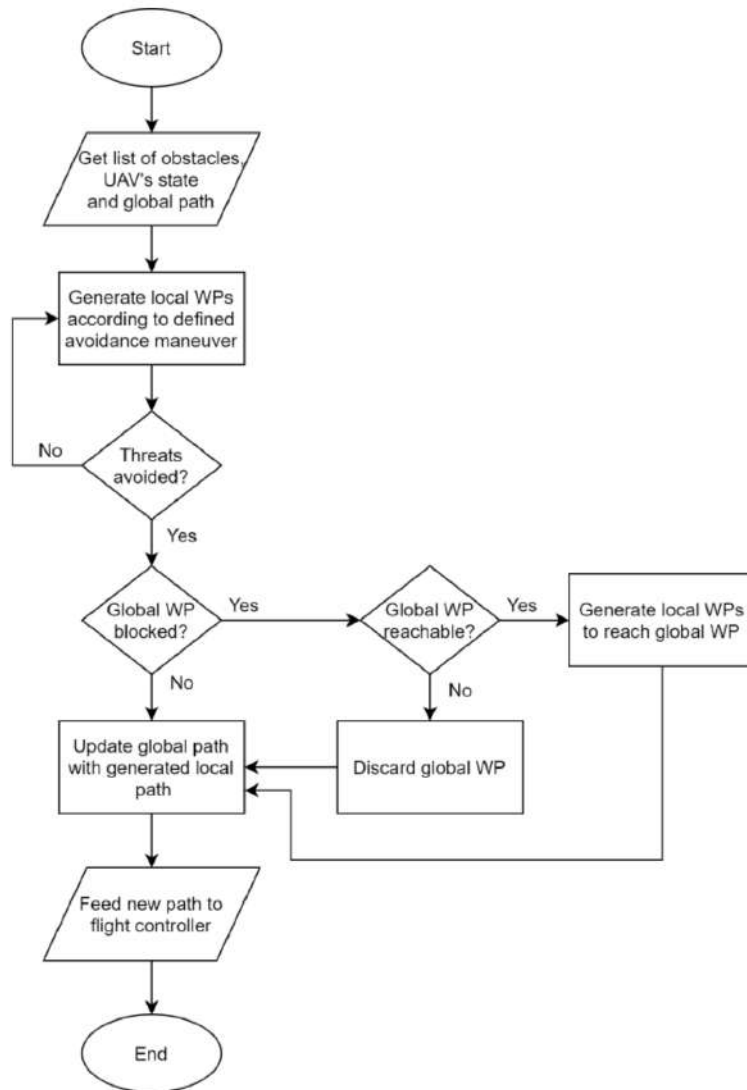 Start
Get list of obstacles,
UAV's state
and global path
Generate local WPs
according to defined
avoidance maneuver
No
Threats
avoided?
Yes
Global WP
blocked?
Yes
Global WP
reachable?
Yes
Generate local WPs
to reach global WP
No
No
Update global path
with generated local
path
Discard global WP
Feed new path to
flight controller
End